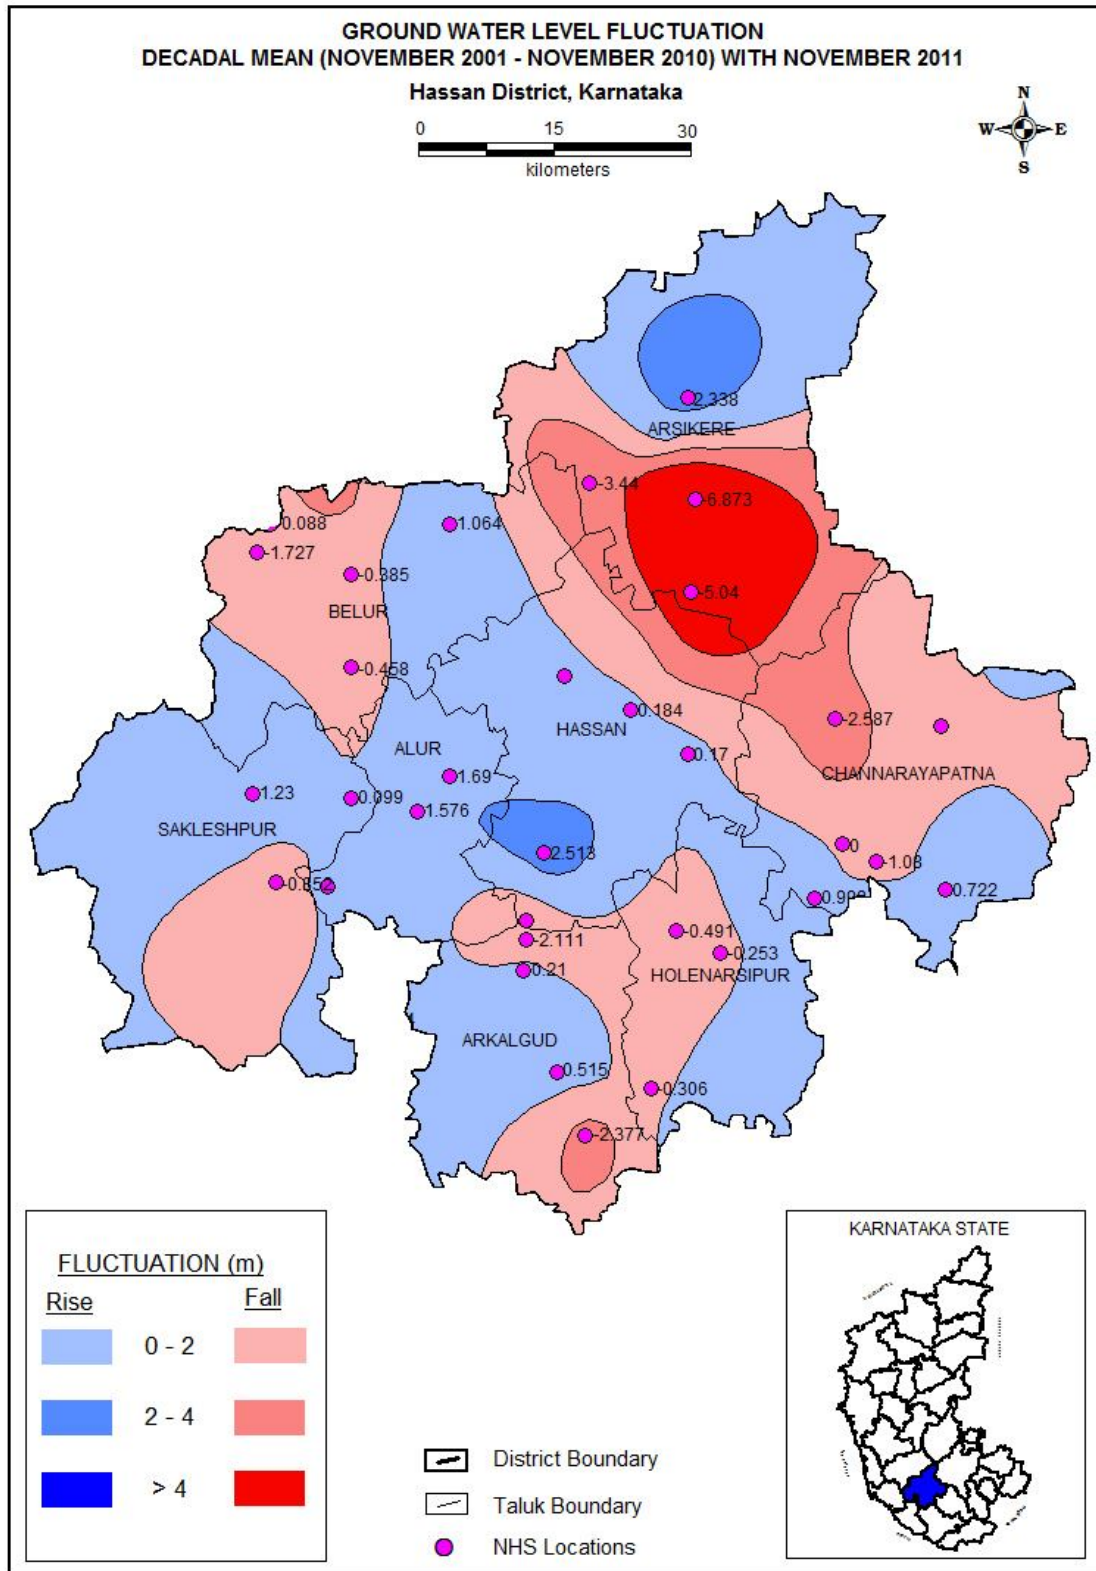 GROUND WATER LEVEL FLUCTUATION
DECADAL MEAN (NOVEMBER 2001 - NOVEMBER 2010) WITH NOVEMBER 2011
Hassan District, Karnataka
0 15 30
kilometers
N
W E
S
2.338
ARSIKERE
-3.44
-6.873
-0.088
1.064
-1.727
-0.385
-5.04
BELUR
-0.458
0.184
-2.587
HASSAN
ALUR
0.17
1.69
CHANNARAYAPATNA
1.23
0.099
1.576
SAKLESHPUR
0
2.513
-1.08
-0.852
0.722
-0.491
-2.111
-0.253
0.21
HOLENARSIPUR
ARKALGUD
0.515
-0.306
-2.377
FLUCTUATION (m)
Rise Fall
0 - 2
2 - 4
> 4
District Boundary
Taluk Boundary
NHS Locations
KARNATAKA STATE